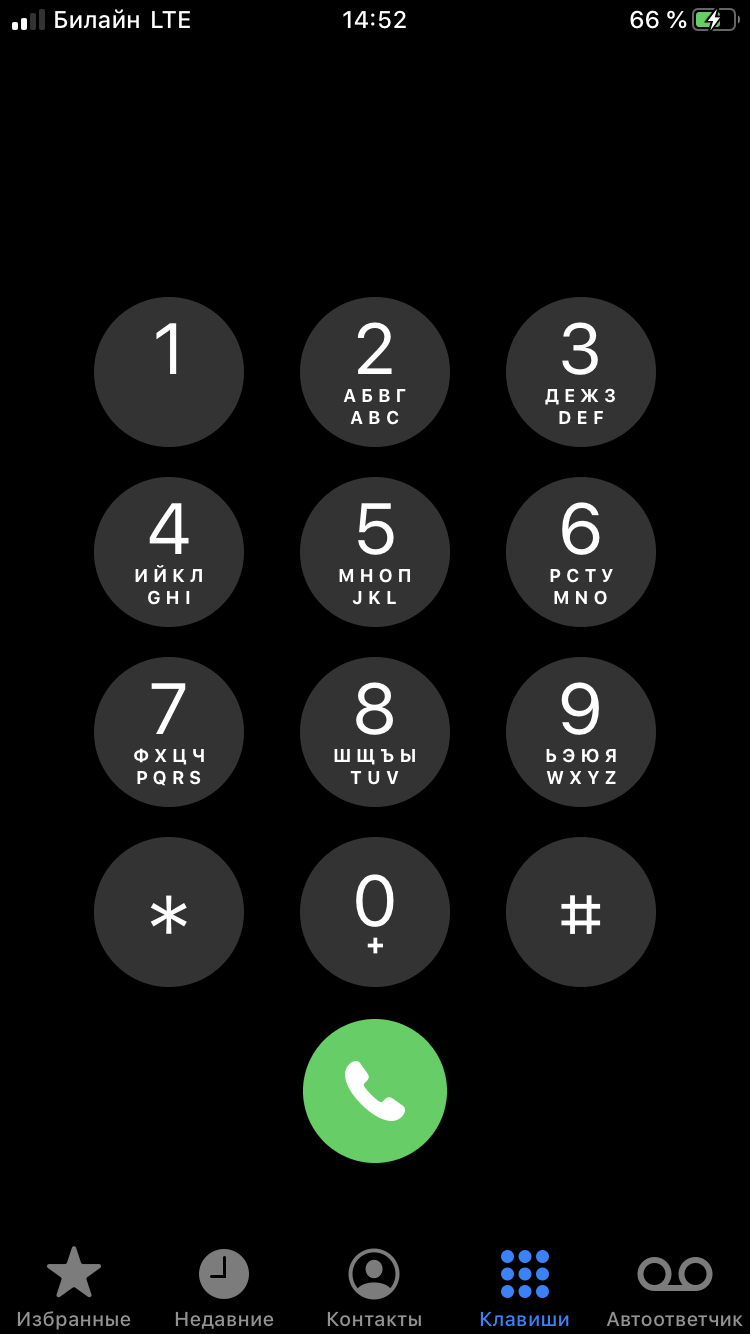 Билайн LTE 14:52 66 %
1 2 3
АБВГ ДЕЖЗ
ABC DEF
4 5 6
ИЙКЛ МНОП РСТУ
GHI JKL MNO
7 8 9
ФХЦЧ ШЩЪЫ ЬЭЮЯ
PQRS TUV WXYZ
* 0 #
+
Избранные Недавние Контакты Клавиши Автоответчик